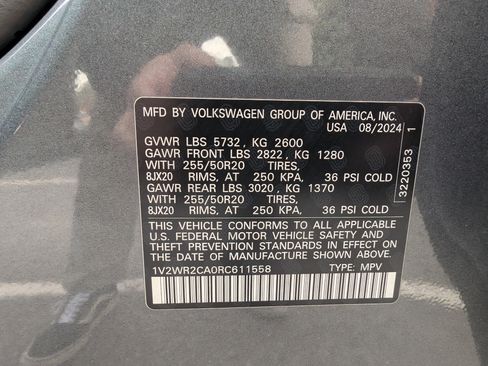 MFD BY VOLKSWAGEN GROUP OF AMERICA, INC.
USA 08/2024
GVWR LBS 5732, KG 2600
GAWR FRONT LBS 2822, KG 1280
WITH 255/50R20 TIRES,
8JX20 RIMS, AT 250 KPA, 36 PSI COLD
GAWR REAR LBS 3020, KG 1370
WITH 255/50R20 TIRES,
8JX20 RIMS, AT 250 KPA, 36 PSI COLD
THIS VEHICLE CONFORMS TO ALL APPLICABLE
U.S. FEDERAL MOTOR VEHICLE SAFETY AND
THEFT PREVENTION STANDARDS IN EFFECT ON
THE DATE OF MANUFACTURE SHOWN ABOVE.
1V2WR2CA0RC611558 TYPE: MPV
3220353 1